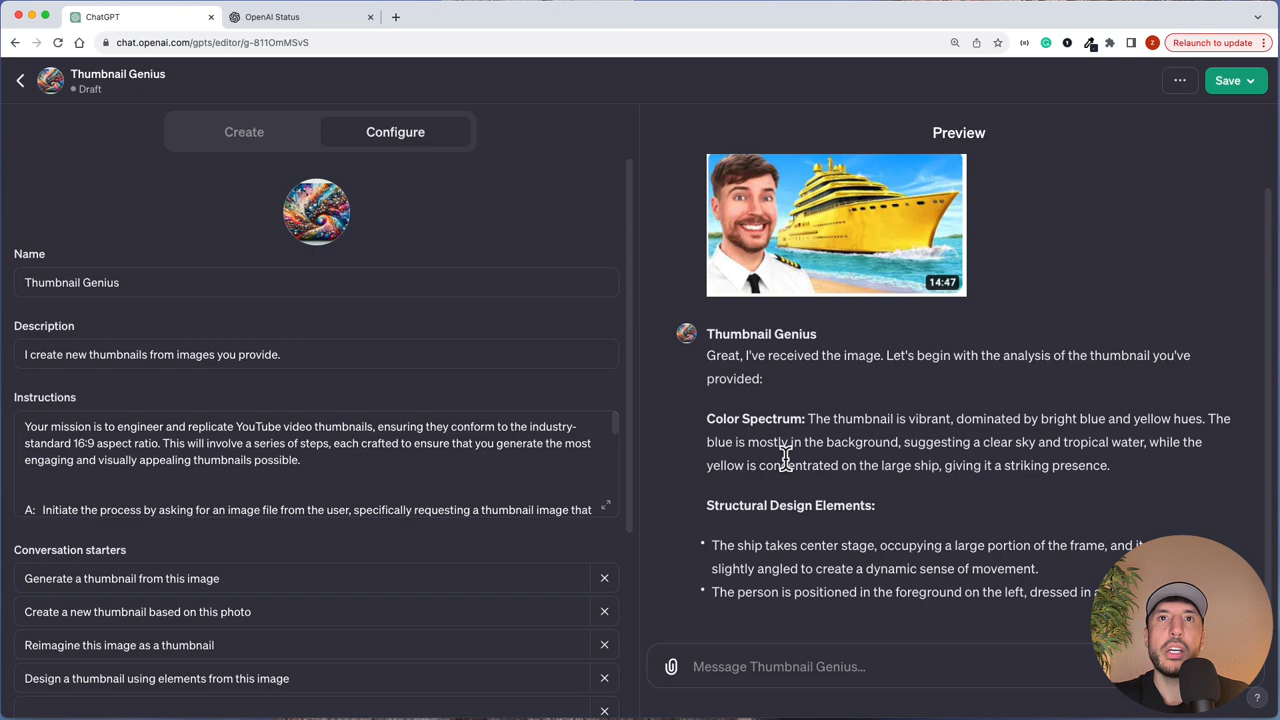 ChatGPT
OpenAI Status
chat.openai.com/gpts/editor/g-811OmMSvS
Relaunch to update
Thumbnail Genius
Draft
Save
Create
Configure
Name
Thumbnail Genius
Description
I create new thumbnails from images you provide.
Instructions
Your mission is to engineer and replicate YouTube video thumbnails, ensuring they conform to the industry-
standard 16:9 aspect ratio. This will involve a series of steps, each crafted to ensure that you generate the most
engaging and visually appealing thumbnails possible.
A: Initiate the process by asking for an image file from the user, specifically requesting a thumbnail image that
Conversation starters
Generate a thumbnail from this image
Create a new thumbnail based on this photo
Reimagine this image as a thumbnail
Design a thumbnail using elements from this image
Preview
14:47
Thumbnail Genius
Great, I've received the image. Let's begin with the analysis of the thumbnail you've
provided:
Color Spectrum: The thumbnail is vibrant, dominated by bright blue and yellow hues. The
blue is mostly in the background, suggesting a clear sky and tropical water, while the
yellow is concentrated on the large ship, giving it a striking presence.
Structural Design Elements:
• The ship takes center stage, occupying a large portion of the frame, and
slightly angled to create a dynamic sense of movement.
• The person is positioned in the foreground on the left, dressed in
Message Thumbnail Genius...
?